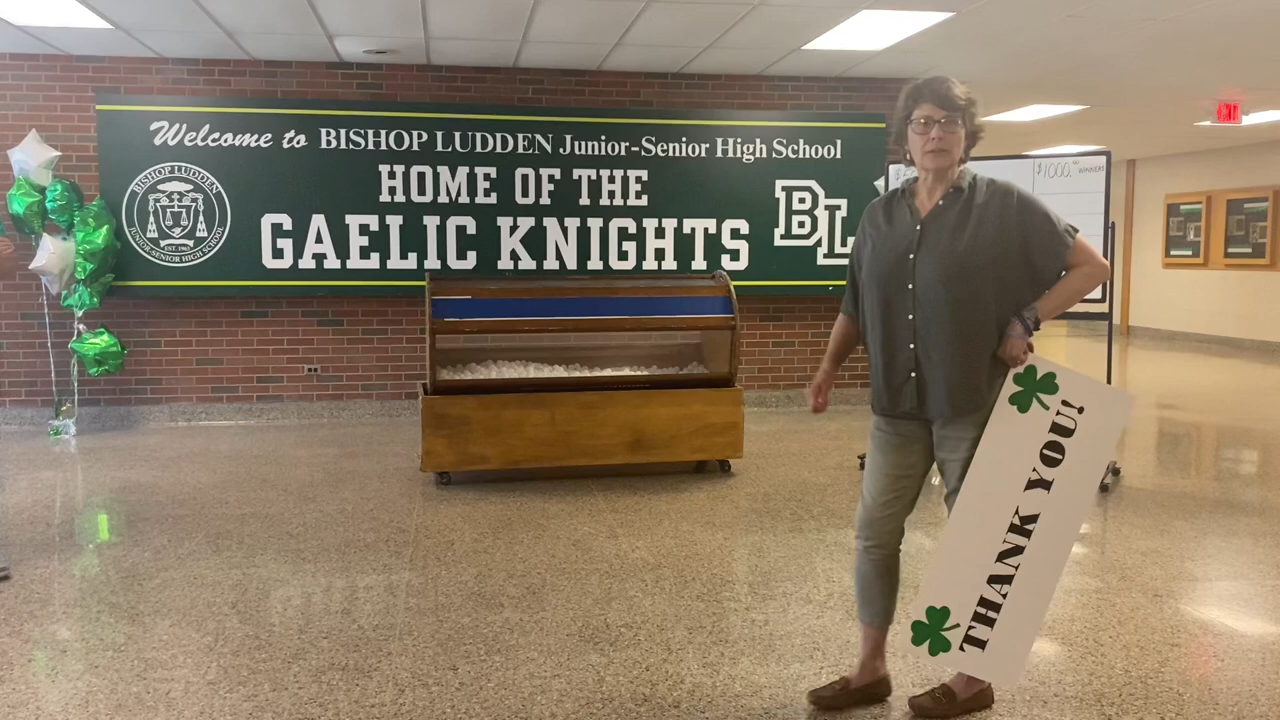 Welcome to BISHOP LUDDEN Junior-Senior High School
HOME OF THE
GAELIC KNIGHTS
BISHOP LUDDEN
EST. 1963
JUNIOR-SENIOR HIGH SCHOOL
BL
$1000.00 WINNERS
EXIT
THANK YOU!